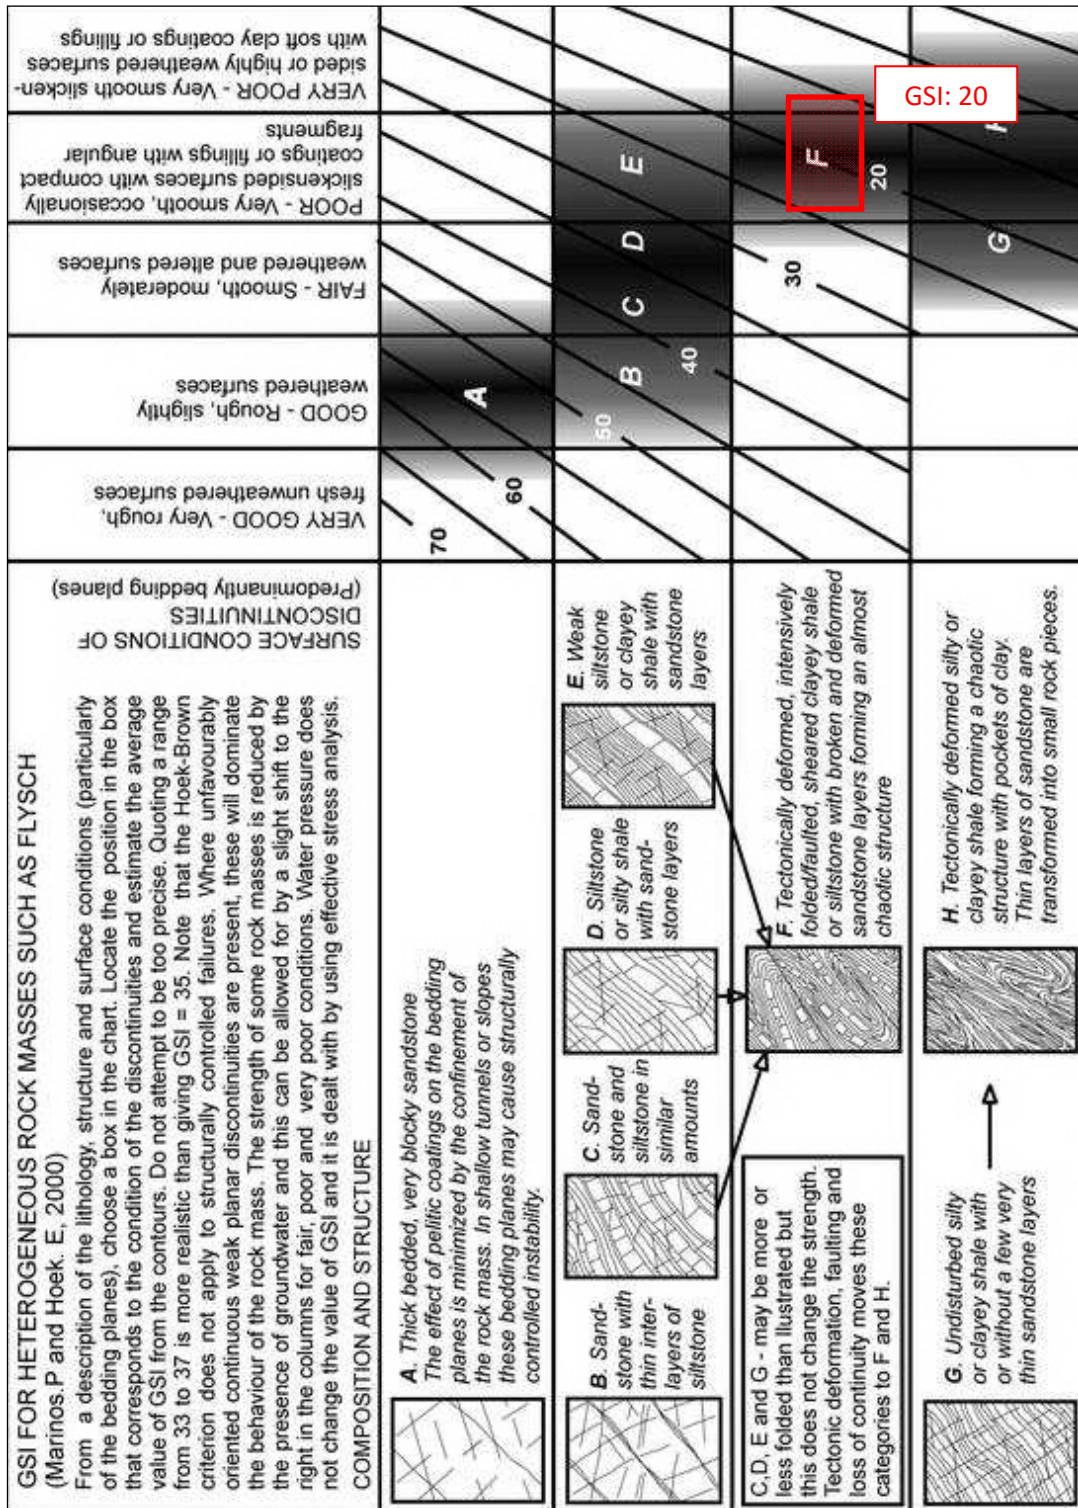 GSI FOR HETEROGENEOUS ROCK MASSES SUCH AS FLYSCH
(Marinos.P and Hoek. E, 2000)
From a description of the lithology, structure and surface conditions (particularly
of the bedding planes), choose a box in the chart. Locate the position in the box
that corresponds to the condition of the discontinuities and estimate the average
value of GSI from the contours. Do not attempt to be too precise. Quoting a range
from 33 to 37 is more realistic than giving GSI = 35. Note that the Hoek-Brown
criterion does not apply to structurally controlled failures. Where unfavourably
oriented continuous weak planar discontinuities are present, these will dominate
the behaviour of the rock mass. The strength of some rock masses is reduced by
the presence of groundwater and this can be allowed for by a slight shift to the
right in the columns for fair, poor and very poor conditions. Water pressure does
not change the value of GSI and it is dealt with by using effective stress analysis.
COMPOSITION AND STRUCTURE
SURFACE CONDITIONS OF
DISCONTINUITIES
(Predominantly bedding planes)
VERY GOOD - Very rough,
fresh unweathered surfaces
GOOD - Rough, slightly
weathered surfaces
FAIR - Smooth, moderately
weathered and altered surfaces
POOR - Very smooth, occasionally
slickensided surfaces with compact
coatings or fillings with angular
fragments
VERY POOR - Very smooth slicken-
sided or highly weathered surfaces
with soft clay coatings or fillings
A. Thick bedded, very blocky sandstone
The effect of pelitic coatings on the bedding
planes is minimized by the confinement of
the rock mass. In shallow tunnels or slopes
these bedding planes may cause structurally
controlled instability.
70
60
A
B. Sand-
stone with
thin inter-
layers of
siltstone
C. Sand-
stone and
siltstone in
similar
amounts
D. Siltstone
or silty shale
with sand-
stone layers
E. Weak
siltstone
or clayey
shale with
sandstone
layers
50
B
40
C
D
E
C,D, E and G - may be more or
less folded than illustrated but
this does not change the strength.
Tectonic deformation, faulting and
loss of continuity moves these
categories to F and H.
F. Tectonically deformed, intensively
folded/faulted, sheared clayey shale
or siltstone with broken and deformed
sandstone layers forming an almost
chaotic structure
30
F
20
GSI: 20
G. Undisturbed silty
or clayey shale with
or without a few very
thin sandstone layers
H. Tectonically deformed silty or
clayey shale forming a chaotic
structure with pockets of clay.
Thin layers of sandstone are
transformed into small rock pieces.
G